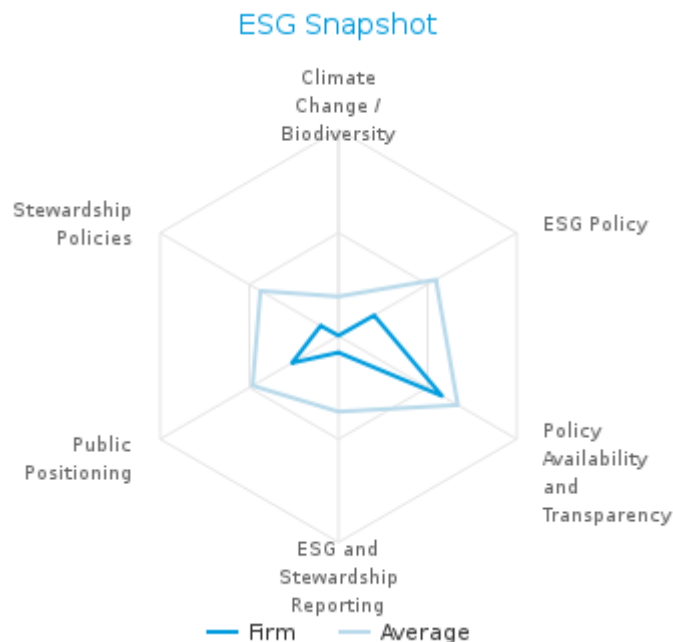 ESG Snapshot
Climate
Change /
Biodiversity
ESG Policy
Policy
Availability
and
Transparency
ESG and
Stewardship
Reporting
Public
Positioning
Stewardship
Policies
Firm
Average